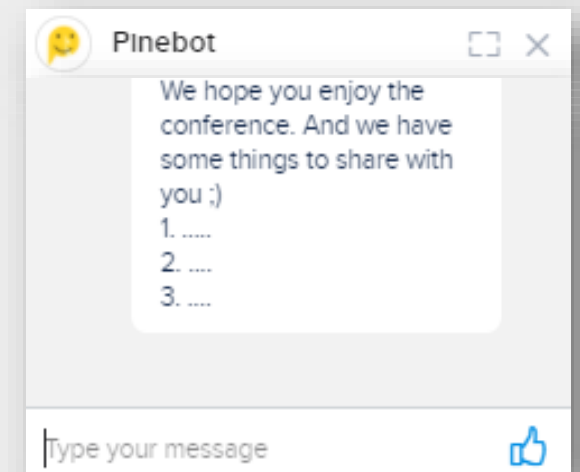 Pinebot
We hope you enjoy the
conference. And we have
some things to share with
you ;)
1. .....
2. ....
3. ....
Type your message